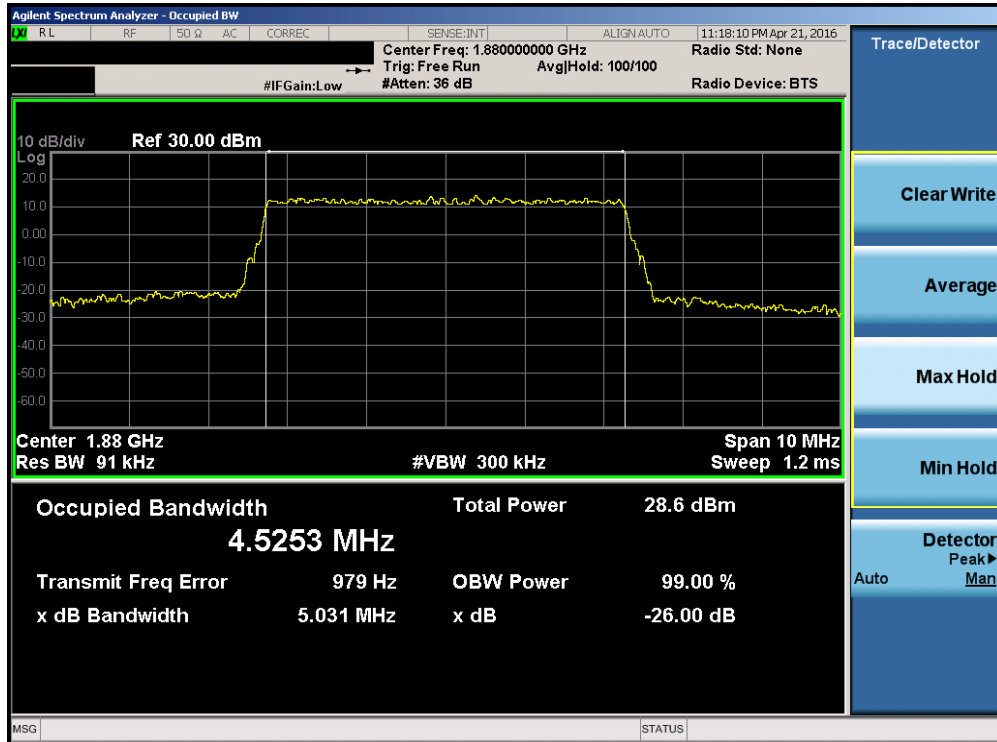 Agilent Spectrum Analyzer - Occupied BW
LXI RL RF 50 Ω AC CORREC SENSE:INT ALIGN AUTO 11:18:10 PM Apr 21, 2016
Center Freq: 1.880000000 GHz Radio Std: None
Trig: Free Run Avg|Hold: 100/100
#IFGain:Low #Atten: 36 dB Radio Device: BTS
10 dB/div Ref 30.00 dBm
Log
20.0
10.0
0.00
-10.0
-20.0
-30.0
-40.0
-50.0
-60.0
Center 1.88 GHz Span 10 MHz
Res BW 91 kHz #VBW 300 kHz Sweep 1.2 ms
Occupied Bandwidth Total Power 28.6 dBm
4.5253 MHz
Transmit Freq Error 979 Hz OBW Power 99.00 %
x dB Bandwidth 5.031 MHz x dB -26.00 dB
MSG STATUS
Trace/Detector
Clear Write
Average
Max Hold
Min Hold
Detector
Peak▶
Auto Man